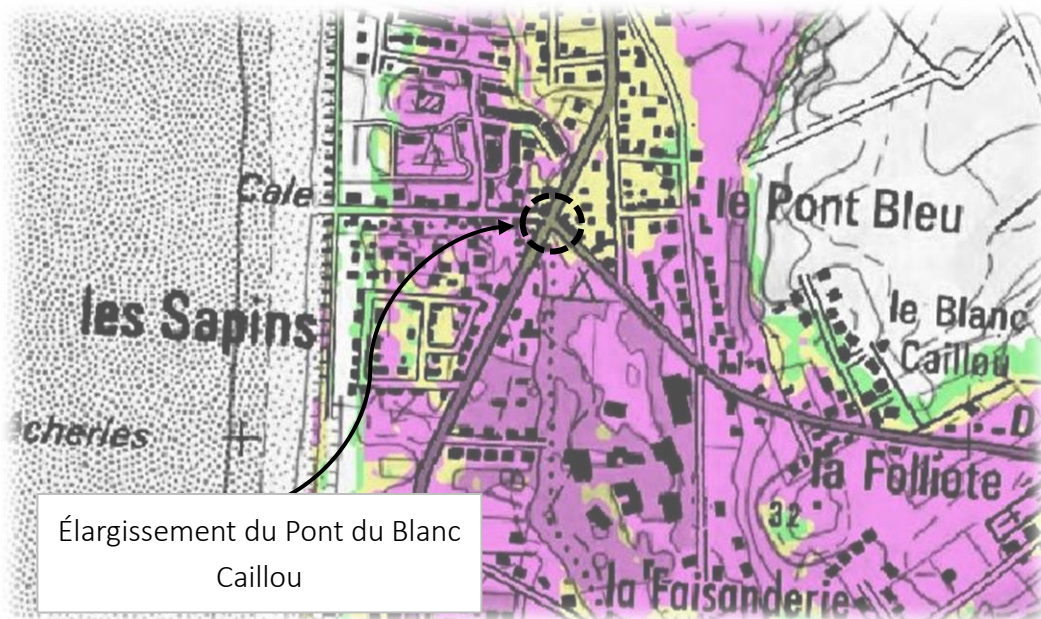 Cale
le Pont Bleu
les Sapins
le Blanc
Caillou
cheries
D
la Folliote
32
Élargissement du Pont du Blanc
Caillou
la Faisanderie